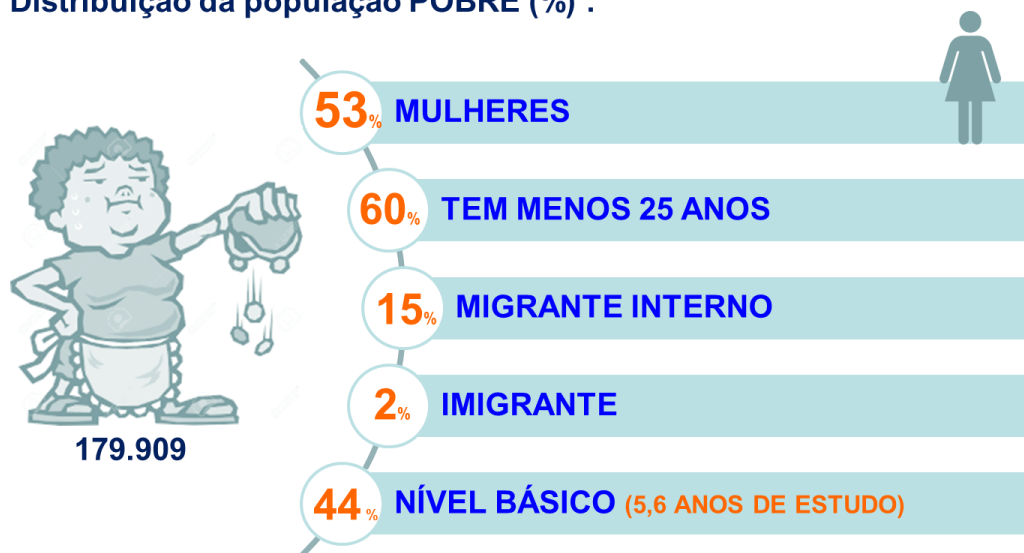 Distribuição da população POBRE (%) :
53% MULHERES
60% TEM MENOS 25 ANOS
15% MIGRANTE INTERNO
2% IMIGRANTE
179.909
44% NÍVEL BÁSICO (5,6 ANOS DE ESTUDO)